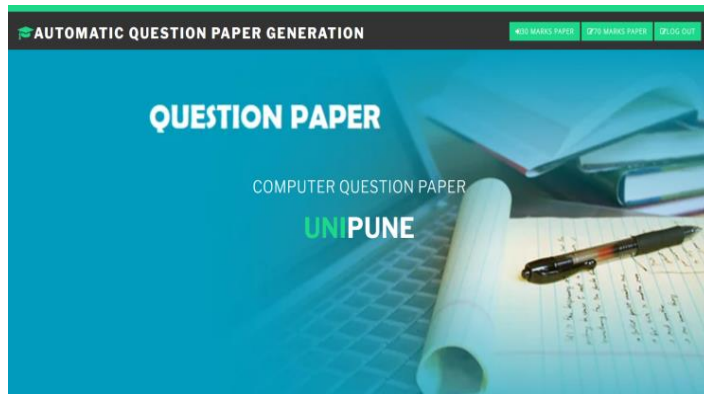 AUTOMATIC QUESTION PAPER GENERATION
30 MARKS PAPER
70 MARKS PAPER
LOG OUT
QUESTION PAPER
COMPUTER QUESTION PAPER
UNIPUNE